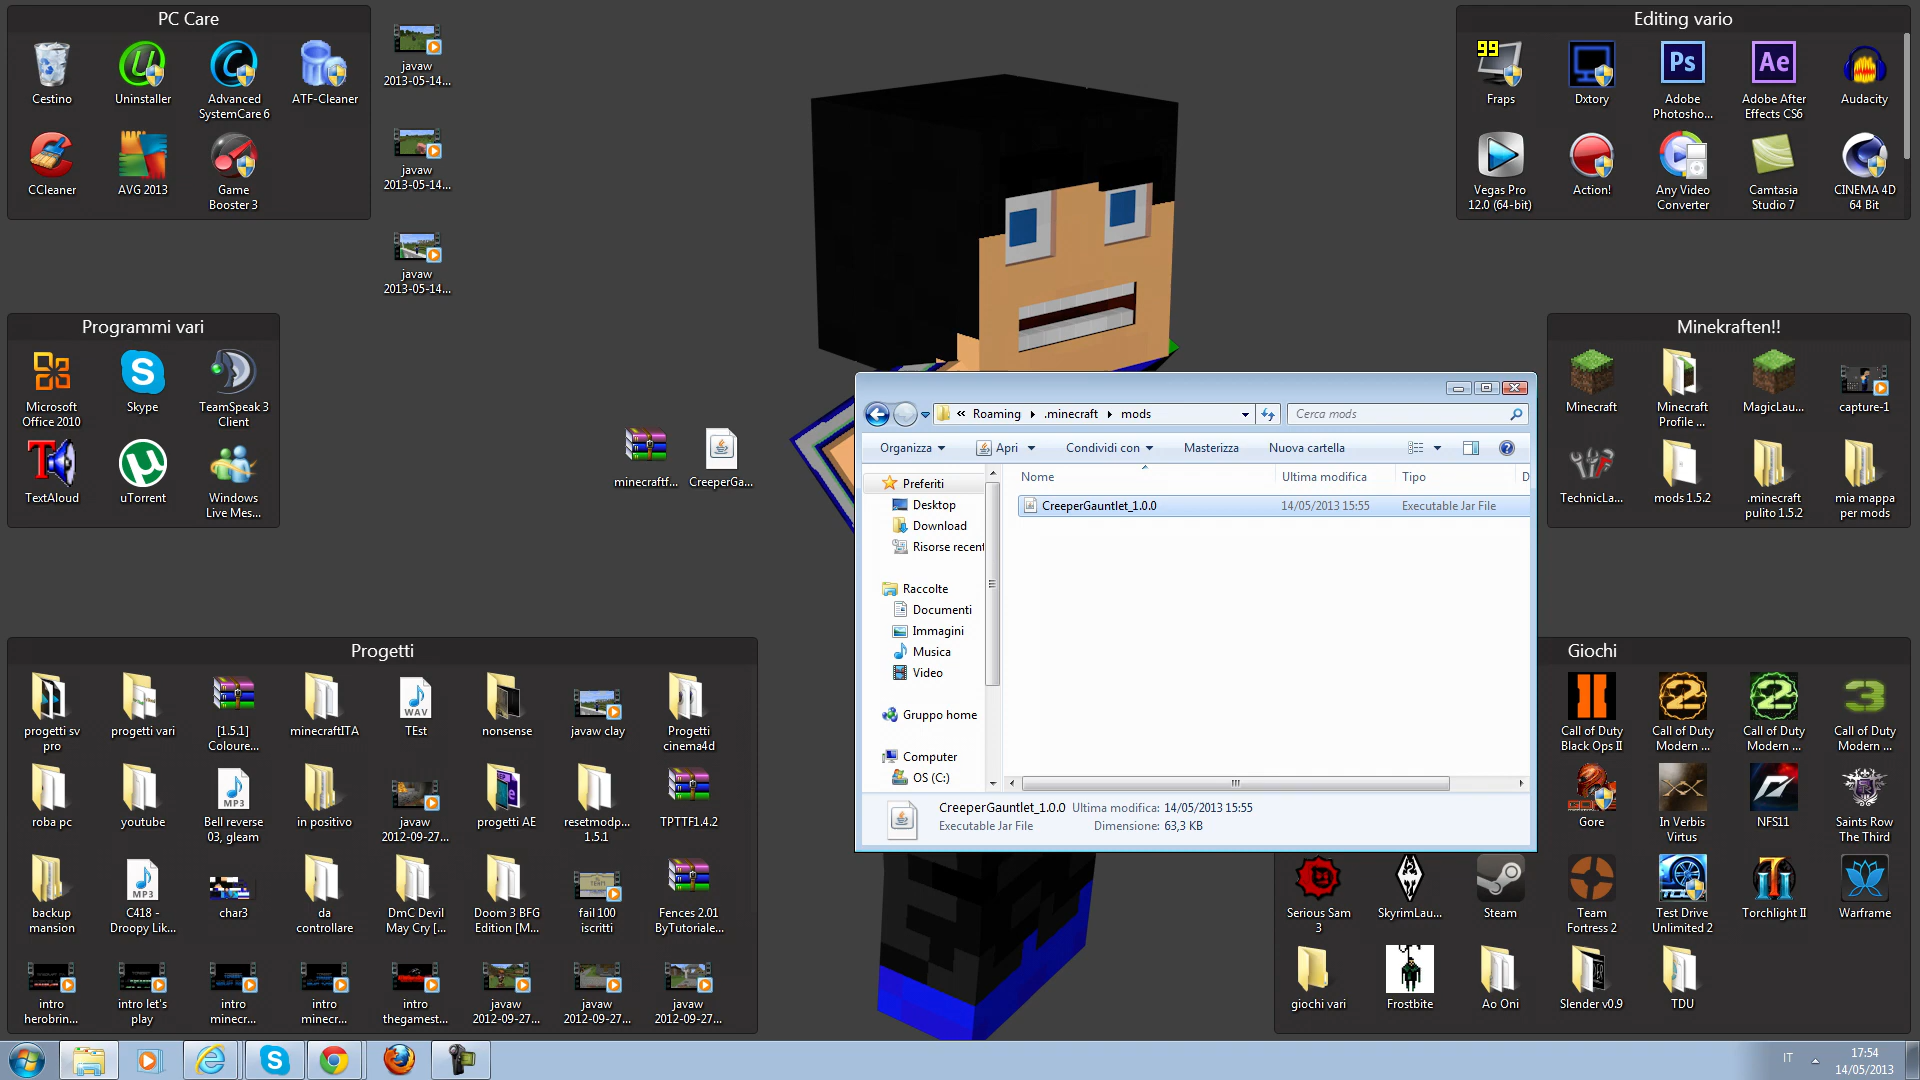 PC Care
Cestino
Uninstaller
Advanced
SystemCare 6
ATF-Cleaner
CCleaner
AVG 2013
Game
Booster 3
javaw
2013-05-14...
javaw
2013-05-14...
javaw
2013-05-14...
Editing vario
99
Fraps
Dxtory
Ps
Adobe
Photosho...
Ae
Adobe After
Effects CS6
Audacity
Vegas Pro
12.0 (64-bit)
Action!
Any Video
Converter
Camtasia
Studio 7
CINEMA 4D
64 Bit
Programmi vari
Microsoft
Office 2010
Skype
TeamSpeak 3
Client
TextAloud
uTorrent
Windows
Live Mes...
minecraftf...
CreeperGa...
Minekraften!!
Minecraft
Minecraft
Profile ...
MagicLau...
capture-1
TechnicLa...
mods 1.5.2
.minecraft
pulito 1.5.2
mia mappa
per mods
« Roaming .minecraft mods
Cerca mods
Organizza Apri Condividi con Masterizza Nuova cartella
Nome Ultima modifica Tipo D
CreeperGauntlet_1.0.0 14/05/2013 15:55 Executable Jar File
Preferiti
Desktop
Download
Risorse recent
Raccolte
Documenti
Immagini
Musica
Video
Gruppo home
Computer
OS (C:)
CreeperGauntlet_1.0.0 Ultima modifica: 14/05/2013 15:55
Executable Jar File Dimensione: 63,3 KB
Progetti
progetti sv
pro
progetti vari
[1.5.1]
Coloure...
minecraftITA
WAV
TEst
nonsense
javaw clay
Progetti
cinema4d
roba pc
youtube
MP3
Bell reverse
03, gleam
in positivo
javaw
2012-09-27...
progetti AE
resetmodp...
1.5.1
TPTTF1.4.2
backup
mansion
MP3
C418 -
Droopy Lik...
char3
da
controllare
DmC Devil
May Cry [...
Doom 3 BFG
Edition [M...
fail 100
iscritti
Fences 2.01
ByTutoriale...
intro
herobrin...
intro let's
play
intro
minecr...
intro
minecr...
intro
thegamest...
javaw
2012-09-27...
javaw
2012-09-27...
javaw
2012-09-27...
Giochi
Call of Duty
Black Ops II
Call of Duty
Modern ...
Call of Duty
Modern ...
Call of Duty
Modern ...
Gore
In Verbis
Virtus
NFS11
Saints Row
The Third
Serious Sam
3
SkyrimLau...
Steam
Team
Fortress 2
Test Drive
Unlimited 2
Torchlight II
Warframe
giochi vari
Frostbite
Ao Oni
Slender v0.9
TDU
IT
17:54
14/05/2013